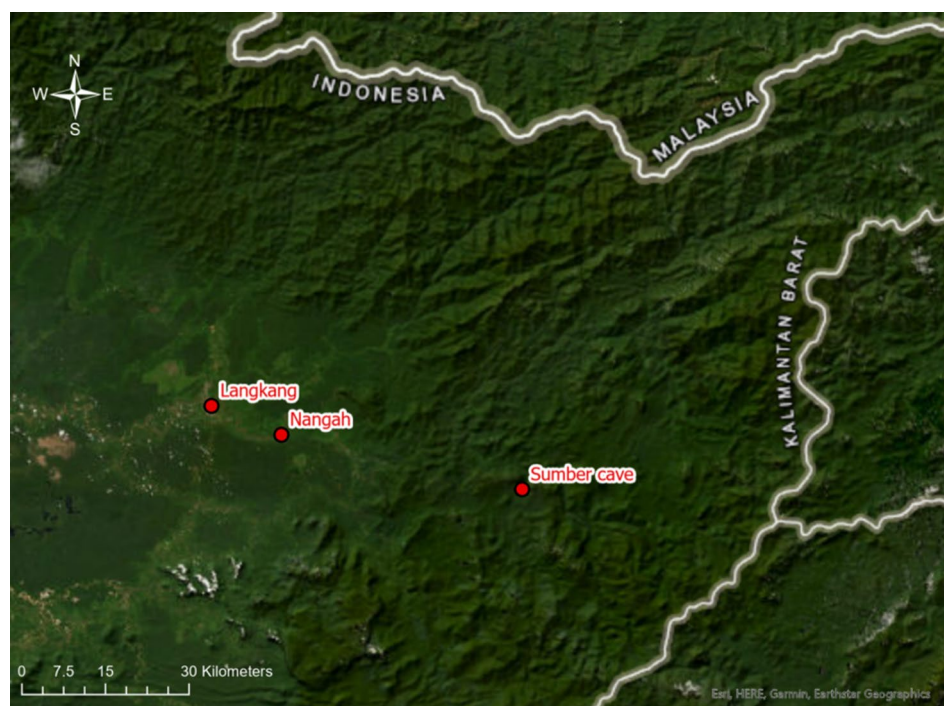 N
W E
S
INDONESIA
MALAYSIA
KALIMANTAN BARAT
Langkang
Nangah
Sumber cave
0 7.5 15 30 Kilometers
Esri, HERE, Garmin, Earthstar Geographics